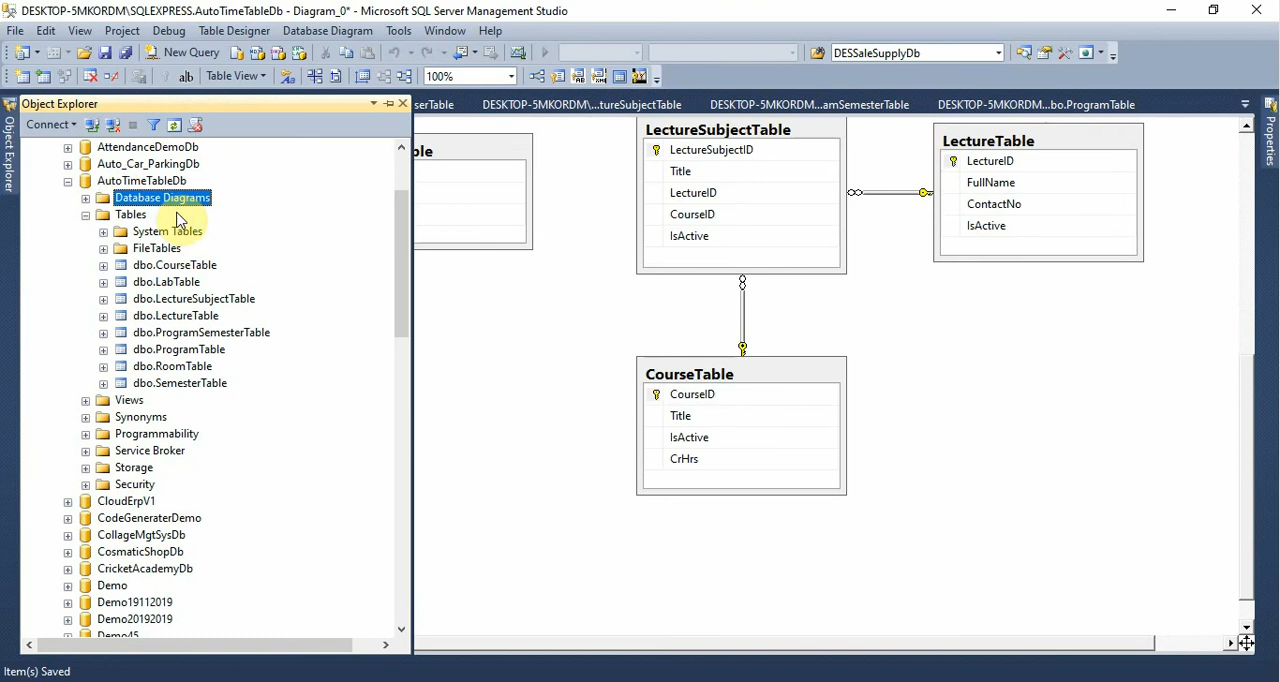 DESKTOP-5MKORDM\SQLEXPRESS.AutoTimeTableDb - Diagram_0* - Microsoft SQL Server Management Studio
File Edit View Project Debug Table Designer Database Diagram Tools Window Help
New Query DESSaleSupplyDb
Table View 100%
Object Explorer
serTable DESKTOP-5MKORDM\...tureSubjectTable DESKTOP-5MKORDM...amSemesterTable DESKTOP-5MKORDM...bo.ProgramTable
Connect
Object Explorer
Properties
AttendanceDemoDb
Auto_Car_ParkingDb
AutoTimeTableDb
Database Diagrams
Tables
System Tables
FileTables
dbo.CourseTable
dbo.LabTable
dbo.LectureSubjectTable
dbo.LectureTable
dbo.ProgramSemesterTable
dbo.ProgramTable
dbo.RoomTable
dbo.SemesterTable
Views
Synonyms
Programmability
Service Broker
Storage
Security
CloudErpV1
CodeGeneraterDemo
CollageMgtSysDb
CosmaticShopDb
CricketAcademyDb
Demo
Demo19112019
Demo20192019
Demo45
ble
LectureSubjectTable
LectureSubjectID
Title
LectureID
CourseID
IsActive
LectureTable
LectureID
FullName
ContactNo
IsActive
CourseTable
CourseID
Title
IsActive
CrHrs
Item(s) Saved